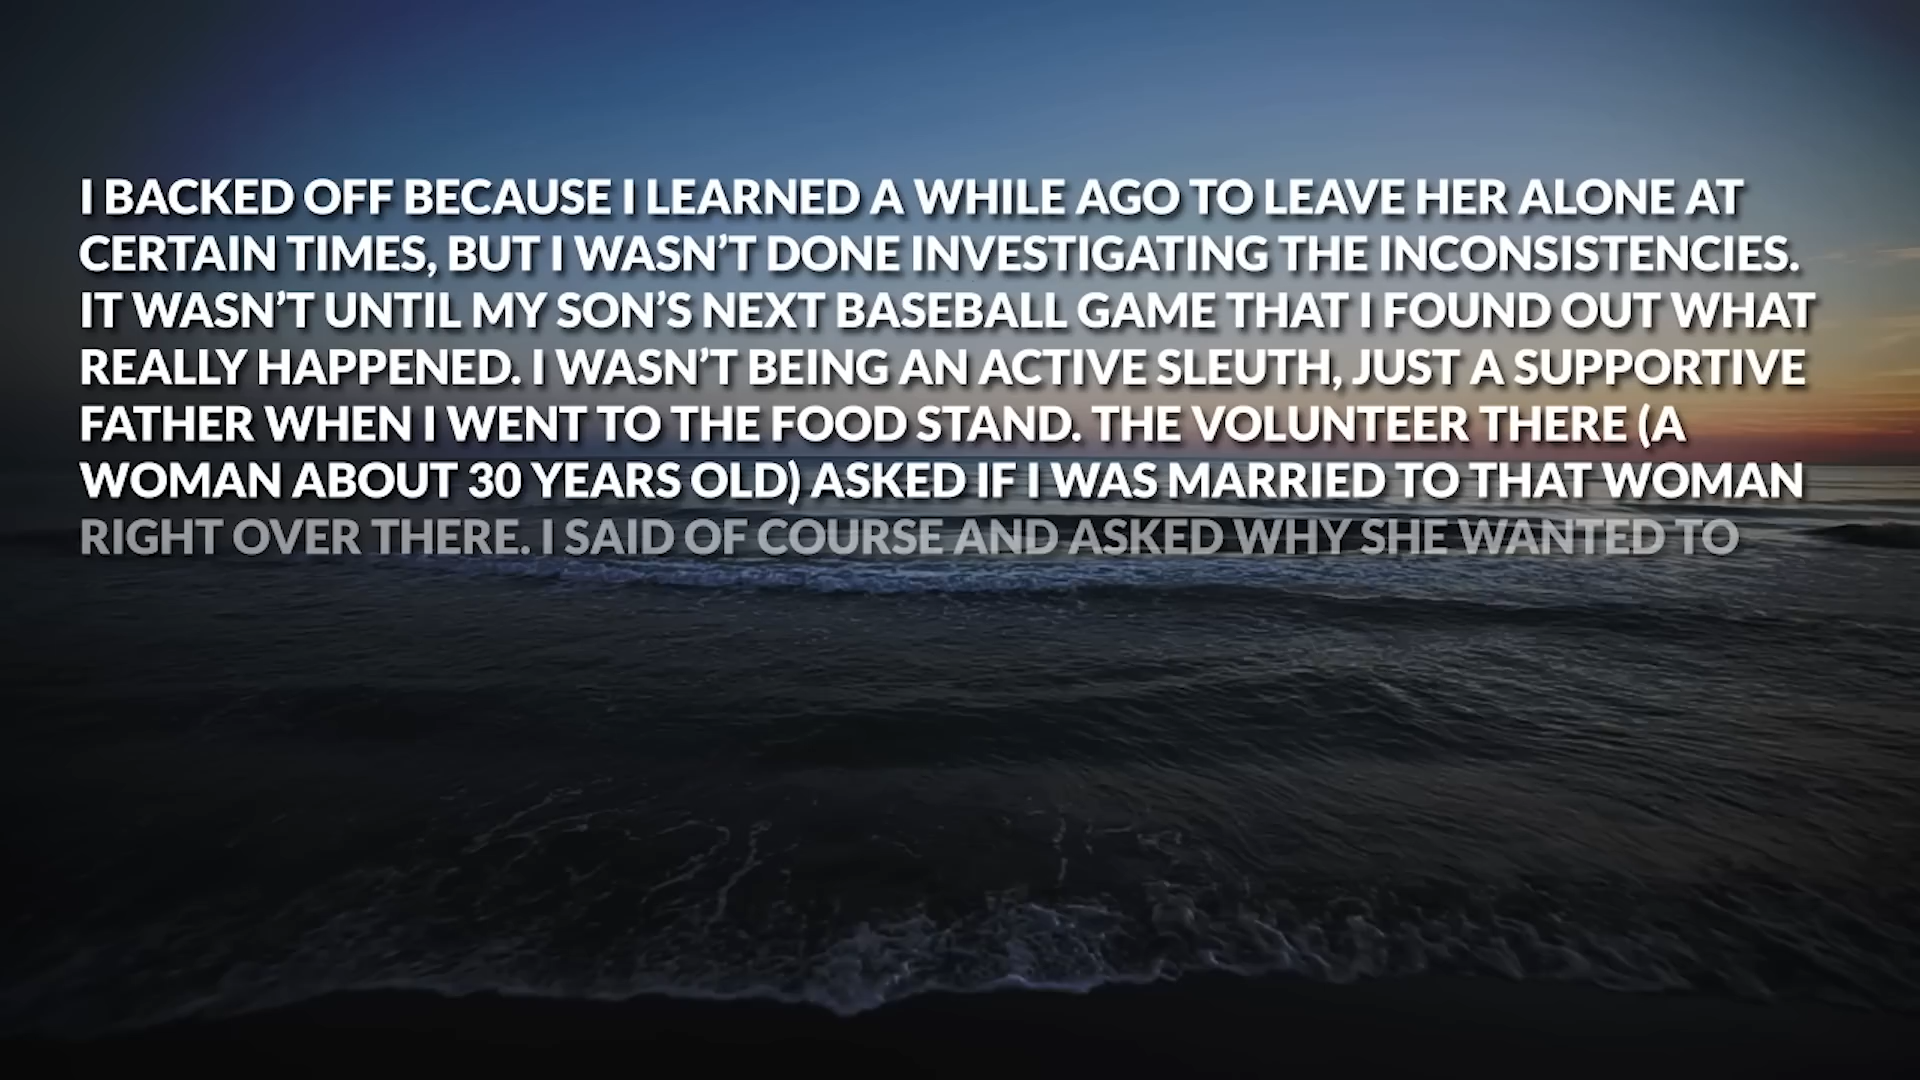 I BACKED OFF BECAUSE I LEARNED A WHILE AGO TO LEAVE HER ALONE AT
CERTAIN TIMES, BUT I WASN’T DONE INVESTIGATING THE INCONSISTENCIES.
IT WASN’T UNTIL MY SON’S NEXT BASEBALL GAME THAT I FOUND OUT WHAT
REALLY HAPPENED. I WASN’T BEING AN ACTIVE SLEUTH, JUST A SUPPORTIVE
FATHER WHEN I WENT TO THE FOOD STAND. THE VOLUNTEER THERE (A
WOMAN ABOUT 30 YEARS OLD) ASKED IF I WAS MARRIED TO THAT WOMAN
RIGHT OVER THERE. I SAID OF COURSE AND ASKED WHY SHE WANTED TO